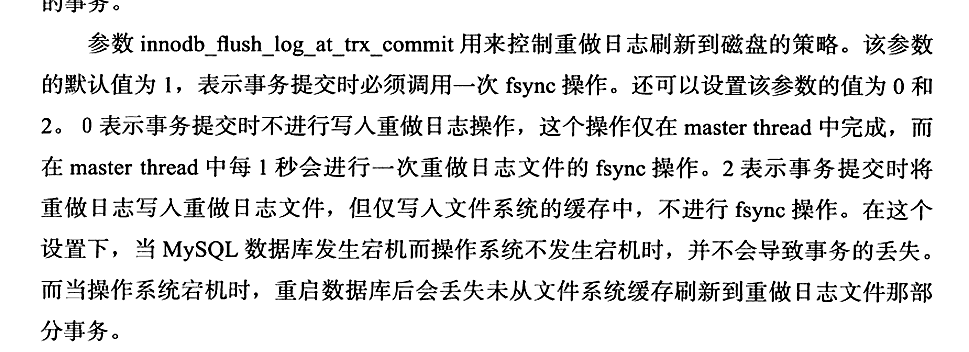 的事务。
参数 innodb_flush_log_at_trx_commit 用来控制重做日志刷新到磁盘的策略。该参数
的默认值为 1，表示事务提交时必须调用一次 fsync 操作。还可以设置该参数的值为 0 和
2。 0 表示事务提交时不进行写入重做日志操作，这个操作仅在 master thread 中完成，而
在 master thread 中每 1 秒会进行一次重做日志文件的 fsync 操作。2 表示事务提交时将
重做日志写入重做日志文件，但仅写入文件系统的缓存中，不进行 fsync 操作。在这个
设置下，当 MySQL 数据库发生宕机而操作系统不发生宕机时，并不会导致事务的丢失。
而当操作系统宕机时，重启数据库后会丢失未从文件系统缓存刷新到重做日志文件那部
分事务。